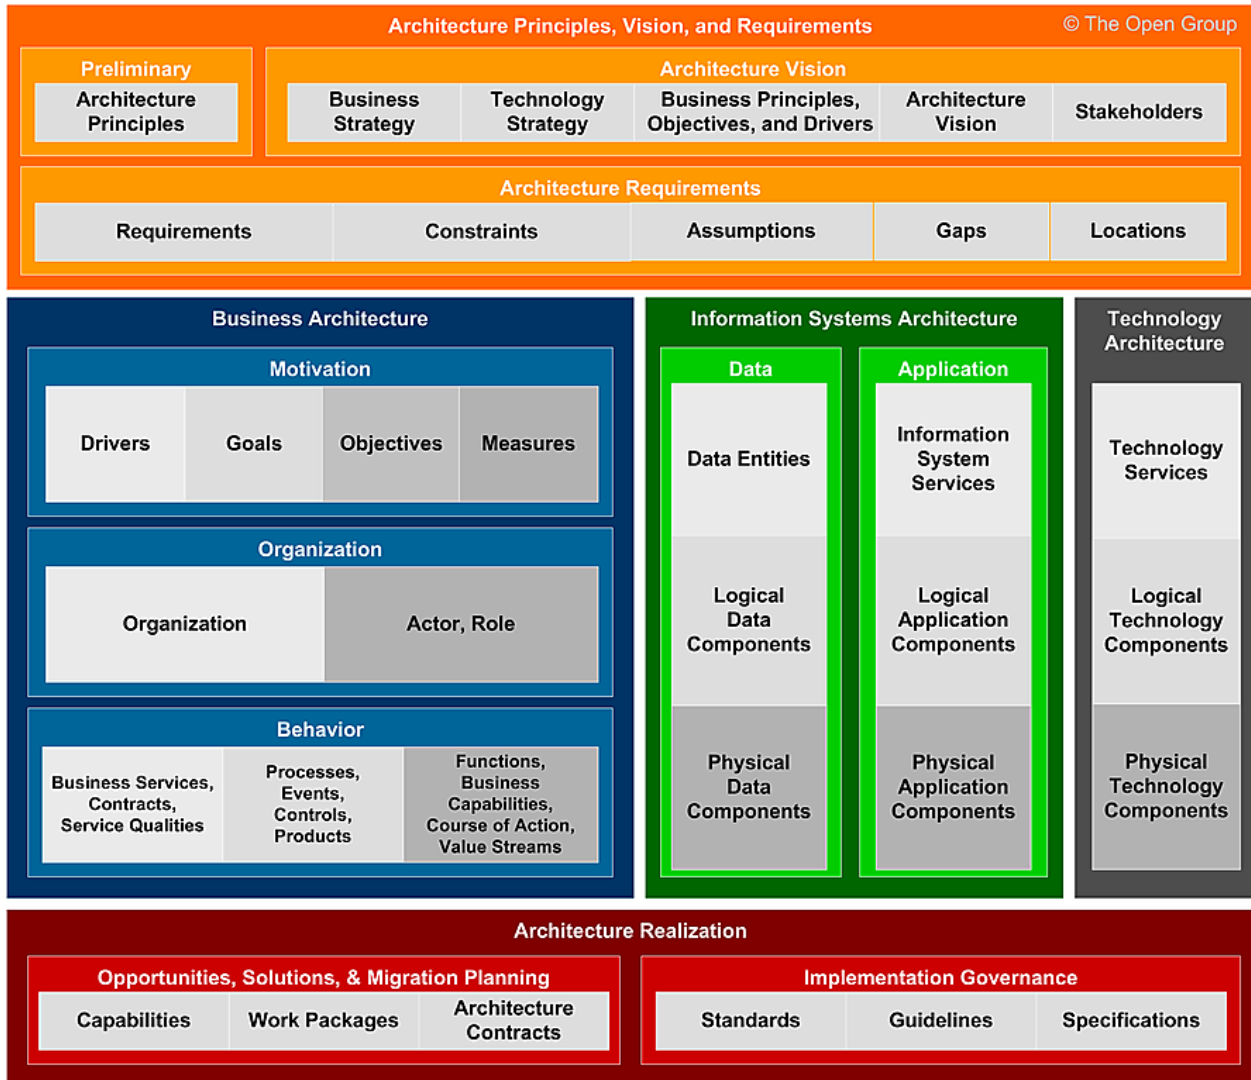 Architecture Principles, Vision, and Requirements
© The Open Group
Preliminary
Architecture
Principles
Architecture Vision
Business
Strategy
Technology
Strategy
Business Principles,
Objectives, and Drivers
Architecture
Vision
Stakeholders
Architecture Requirements
Requirements
Constraints
Assumptions
Gaps
Locations
Business Architecture
Motivation
Drivers
Goals
Objectives
Measures
Organization
Organization
Actor, Role
Behavior
Business Services,
Contracts,
Service Qualities
Processes,
Events,
Controls,
Products
Functions,
Business
Capabilities,
Course of Action,
Value Streams
Information Systems Architecture
Data
Data Entities
Logical
Data
Components
Physical
Data
Components
Application
Information
System
Services
Logical
Application
Components
Physical
Application
Components
Technology
Architecture
Technology
Services
Logical
Technology
Components
Physical
Technology
Components
Architecture Realization
Opportunities, Solutions, & Migration Planning
Capabilities
Work Packages
Architecture
Contracts
Implementation Governance
Standards
Guidelines
Specifications